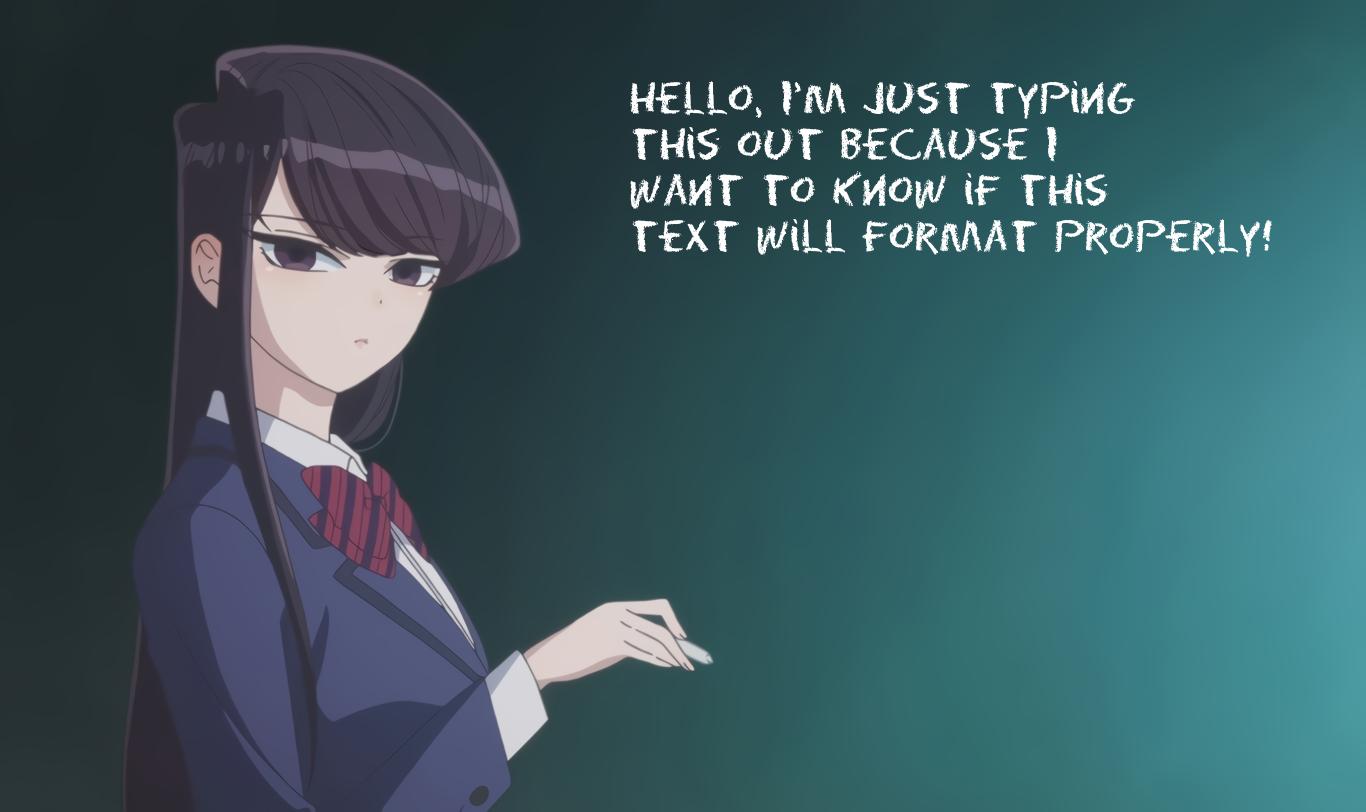 HELLO, I'M JUST TYPiNG
THiS OUT BECAUSE I
WANT TO KNOW iF THiS
TEXT WiLL FORMAT PROPERLY!